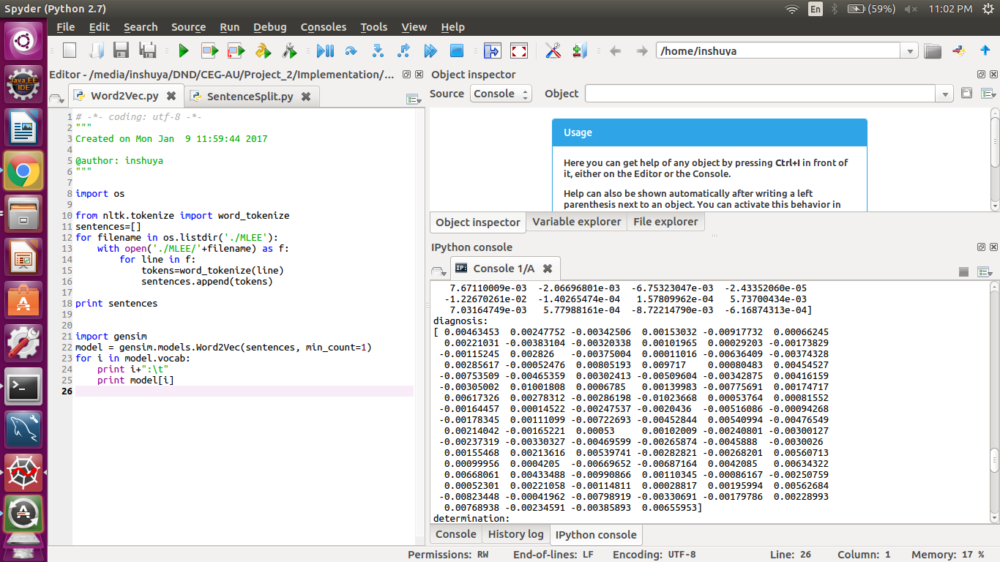 Spyder (Python 2.7)
En
(59%)
11:02 PM
File Edit Search Source Run Debug Consoles Tools View Help
/home/inshuya
Java EE
IDE
Editor - /media/inshuya/DND/CEG-AU/Project_2/Implementation/...
Word2Vec.py
SentenceSplit.py
1 # -*- coding: utf-8 -*-
2 """
3 Created on Mon Jan  9 11:59:44 2017
4
5 @author: inshuya
6 """
7
8 import os
9
10 from nltk.tokenize import word_tokenize
11 sentences=[]
12 for filename in os.listdir('./MLEE'):
13     with open('./MLEE/'+filename) as f:
14         for line in f:
15             tokens=word_tokenize(line)
16             sentences.append(tokens)
17
18 print sentences
19
20
21 import gensim
22 model = gensim.models.Word2Vec(sentences, min_count=1)
23 for i in model.vocab:
24     print i+":\t"
25     print model[i]
26
Object inspector
Source Console Object
Usage
Here you can get help of any object by pressing Ctrl+I in front of
it, either on the Editor or the Console.
Help can also be shown automatically after writing a left
parenthesis next to an object. You can activate this behavior in
Object inspector Variable explorer File explorer
IPython console
IP: Console 1/A
7.67110009e-03 -2.06696801e-03 -6.75323047e-03 -2.43352060e-05
-1.22670261e-02 -1.40265474e-04 1.57809962e-04 5.73700434e-03
7.03164749e-03 5.77988161e-04 -8.72214790e-03 -6.16874313e-04]
diagnosis:
[ 0.00463453 0.00247752 -0.00342506 0.00153032 -0.00917732 0.00066245
0.00221031 -0.00383104 -0.00320338 0.00101965 0.00029203 -0.00173829
-0.00115245 0.002826 -0.00375004 0.00011016 -0.00636409 -0.00374328
0.00285617 -0.00052476 0.00805193 0.009717 0.00080483 0.00454527
-0.00753509 -0.00465359 0.00302413 -0.00509604 -0.00342875 0.00416159
-0.00305002 0.01001808 0.0006785 0.00139983 -0.00775691 0.00174717
0.00617326 0.00278312 -0.00286198 -0.01023668 0.00053764 0.00081552
-0.00164457 0.00014522 -0.00247537 -0.0020436 -0.00516086 -0.00094268
-0.00178345 0.00111099 -0.00722693 -0.00452844 0.00540994 -0.00476549
0.00214042 -0.00165221 0.00053 0.00102009 -0.00240801 -0.00300127
-0.00237319 -0.00330327 -0.00469599 -0.00265874 -0.0045888 -0.0030026
0.00155468 0.00213616 0.00539741 -0.00282821 -0.00268201 0.00560713
0.00099956 0.0004205 -0.00669652 -0.00687164 0.0042085 0.00634322
0.00668061 0.00433488 -0.00990866 0.00110345 -0.00086167 -0.00250759
0.00052301 0.00221058 -0.00114811 0.00028817 0.00195994 0.00562684
-0.00823448 -0.00041962 -0.00798919 -0.00330691 -0.00179786 0.00228993
0.00768938 -0.00234591 -0.00385893 0.00655953]
determination:
Console History log IPython console
Permissions: RW End-of-lines: LF Encoding: UTF-8 Line: 26 Column: 1 Memory: 17 %